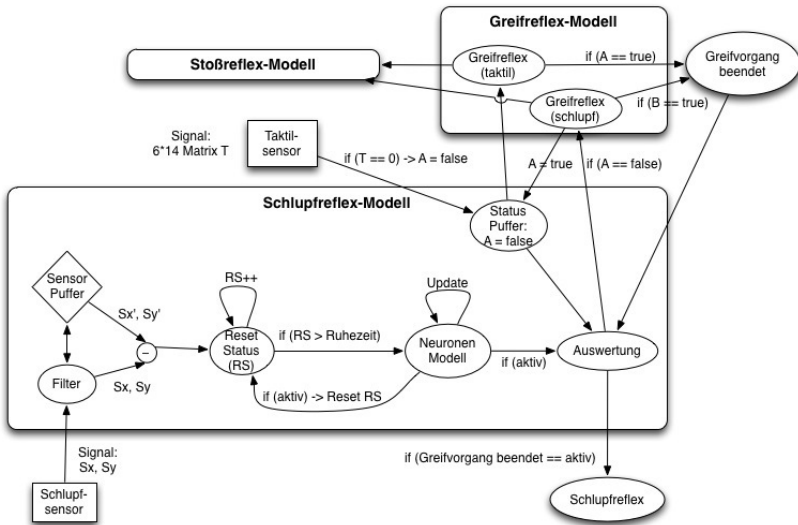 Greifreflex-Modell
Stoßreflex-Modell
Greifreflex
(taktil)
if (A == true)
Greifvorgang
beendet
Greifreflex
(schlupf)
if (B == true)
Signal:
6*14 Matrix T
Taktil-
sensor
if (T == 0) -> A = false
A = true
if (A == false)
Schlupfreflex-Modell
Status
Puffer:
A = false
Sensor
Puffer
Sx', Sy'
RS++
Update
Reset
Status
(RS)
if (RS > Ruhezeit)
Neuronen
Modell
if (aktiv)
Auswertung
–
Filter
Sx, Sy
if (aktiv) -> Reset RS
Signal:
Sx, Sy
if (Greifvorgang beendet == aktiv)
Schlupf-
sensor
Schlupfreflex